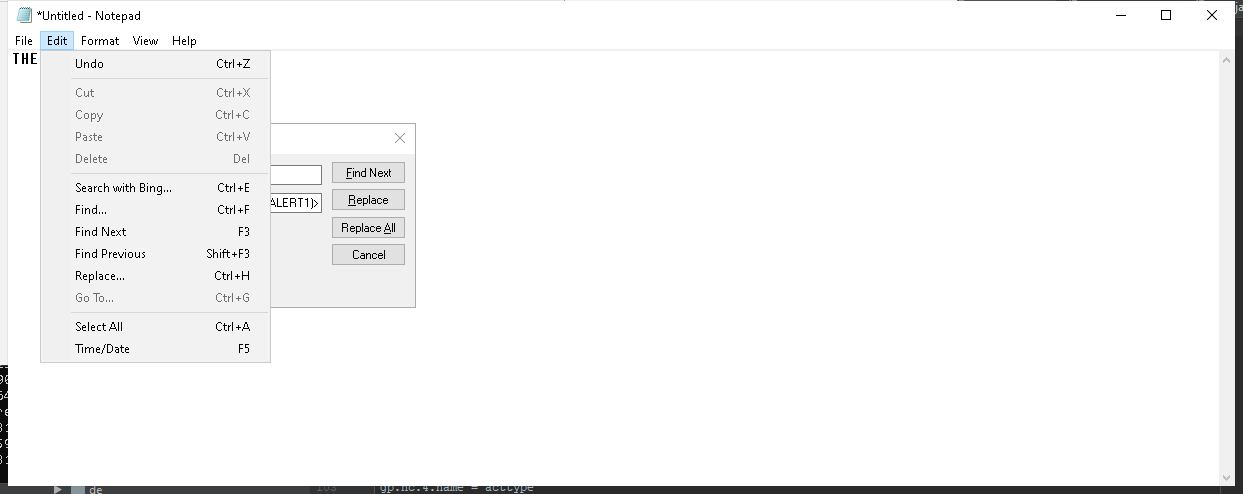 *Untitled - Notepad
File Edit Format View Help
THE
Undo Ctrl+Z
Cut Ctrl+X
Copy Ctrl+C
Paste Ctrl+V
Delete Del
Search with Bing... Ctrl+E
Find... Ctrl+F
Find Next F3
Find Previous Shift+F3
Replace... Ctrl+H
Go To... Ctrl+G
Select All Ctrl+A
Time/Date F5
Find Next
ALERT1)>
Replace
Replace All
Cancel
de
gp.nc.4.name = acttype